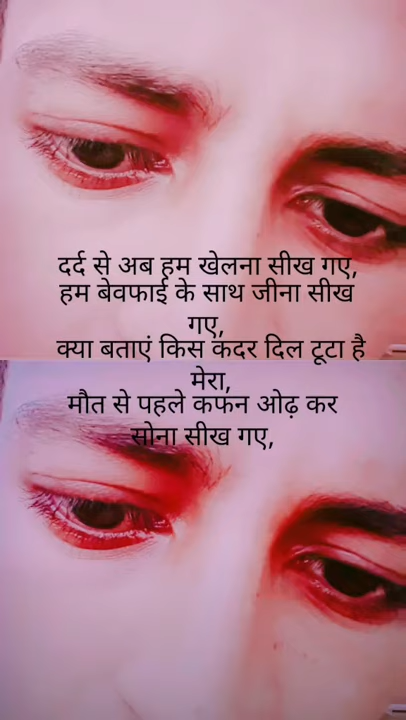 दर्द से अब हम खेलना सीख गए,
हम बेवफाई के साथ जीना सीख
गए,
क्या बताएं किस कदर दिल टूटा है
मेरा,
मौत से पहले कफन ओढ़ कर
सोना सीख गए,